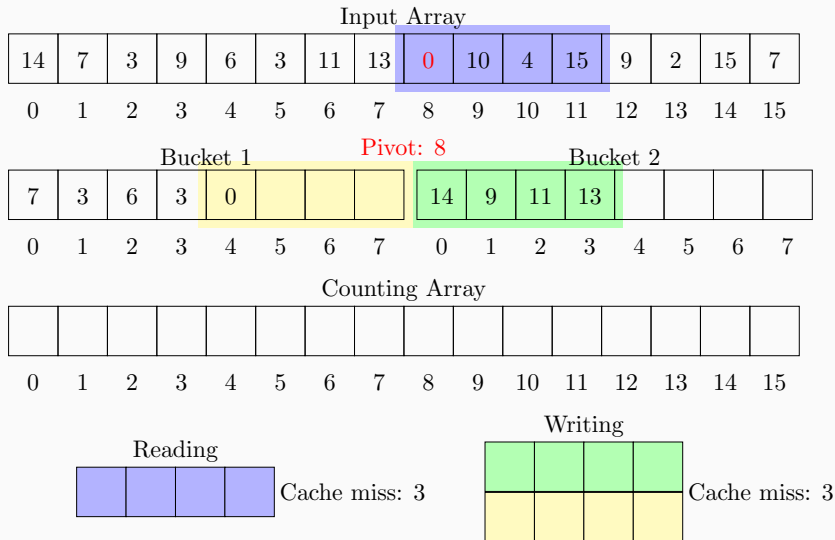 Input Array
14 7 3 9 6 3 11 13 0 10 4 15 9 2 15 7
0 1 2 3 4 5 6 7 8 9 10 11 12 13 14 15
Pivot: 8
Bucket 1 Bucket 2
7 3 6 3 0 14 9 11 13
0 1 2 3 4 5 6 7 0 1 2 3 4 5 6 7
Counting Array
0 1 2 3 4 5 6 7 8 9 10 11 12 13 14 15
Writing
Reading
Cache miss: 3 Cache miss: 3